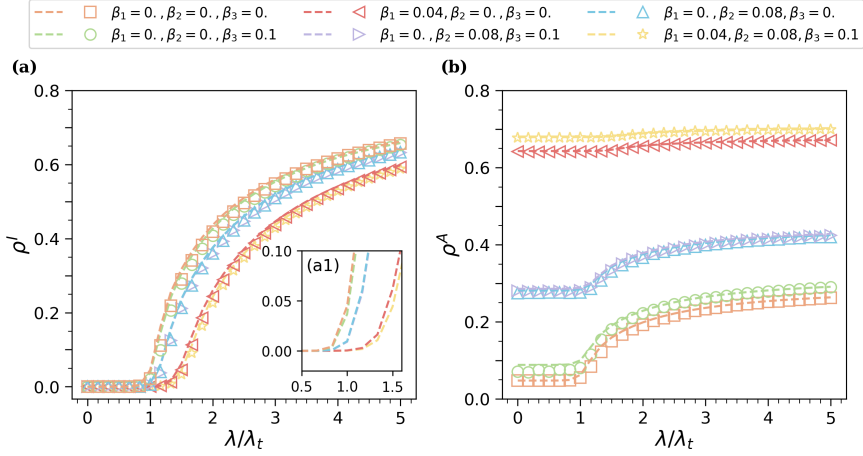 β₁ = 0. , β₂ = 0. , β₃ = 0. β₁ = 0.04, β₂ = 0. , β₃ = 0. β₁ = 0. , β₂ = 0.08, β₃ = 0.
β₁ = 0. , β₂ = 0. , β₃ = 0.1 β₁ = 0. , β₂ = 0.08, β₃ = 0.1 β₁ = 0.04, β₂ = 0.08, β₃ = 0.1
(a) (b)
0.8
0.6
0.4
0.2
0.0
ρᴵ
0 1 2 3 4 5
λ/λₜ
(a1)
0.10
0.05
0.00
0.5 1.0 1.5
0.8
0.6
0.4
0.2
0.0
ρᴬ
0 1 2 3 4 5
λ/λₜ